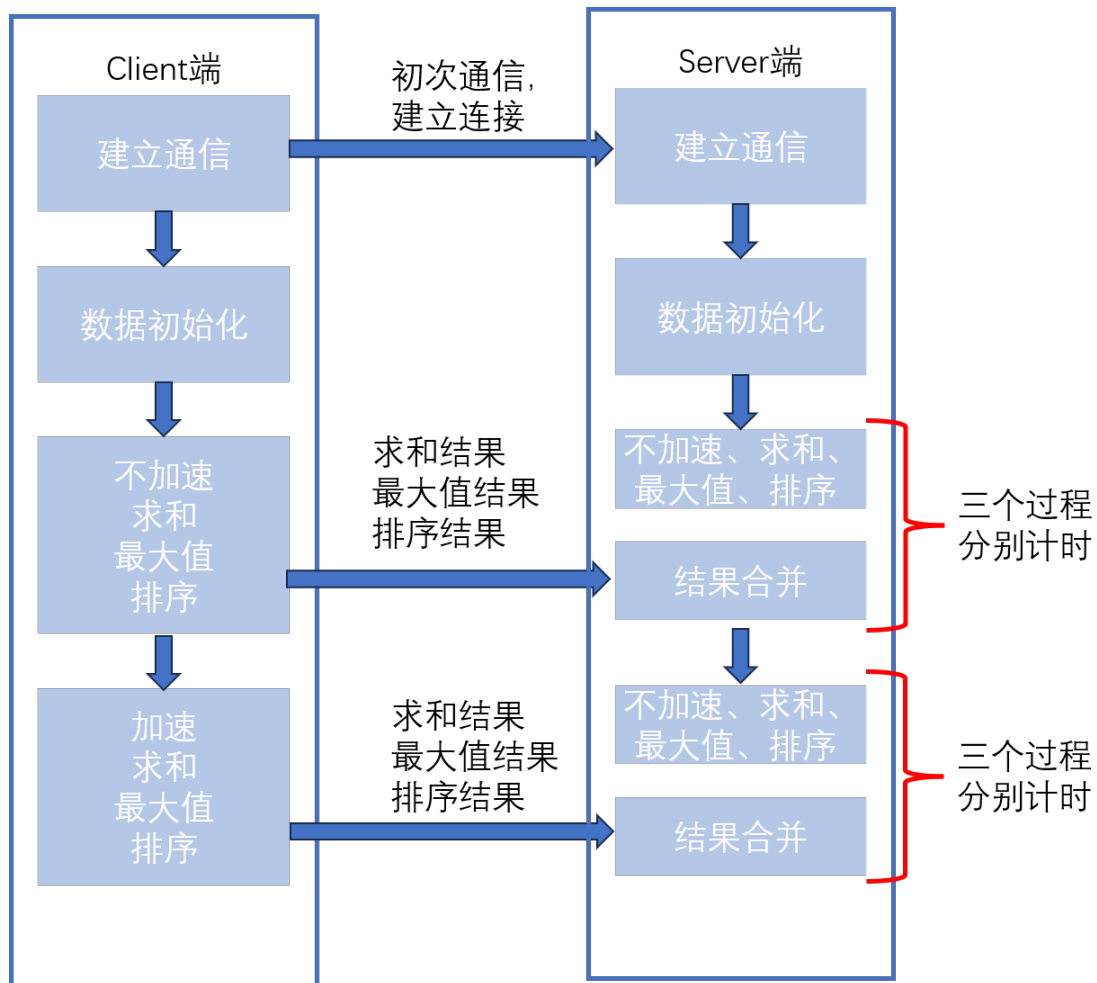 Client端
初次通信,
建立连接
Server端
建立通信
建立通信
数据初始化
数据初始化
不加速
求和
最大值
排序
求和结果
最大值结果
排序结果
不加速、求和、
最大值、排序
结果合并
三个过程
分别计时
加速
求和
最大值
排序
求和结果
最大值结果
排序结果
不加速、求和、
最大值、排序
结果合并
三个过程
分别计时